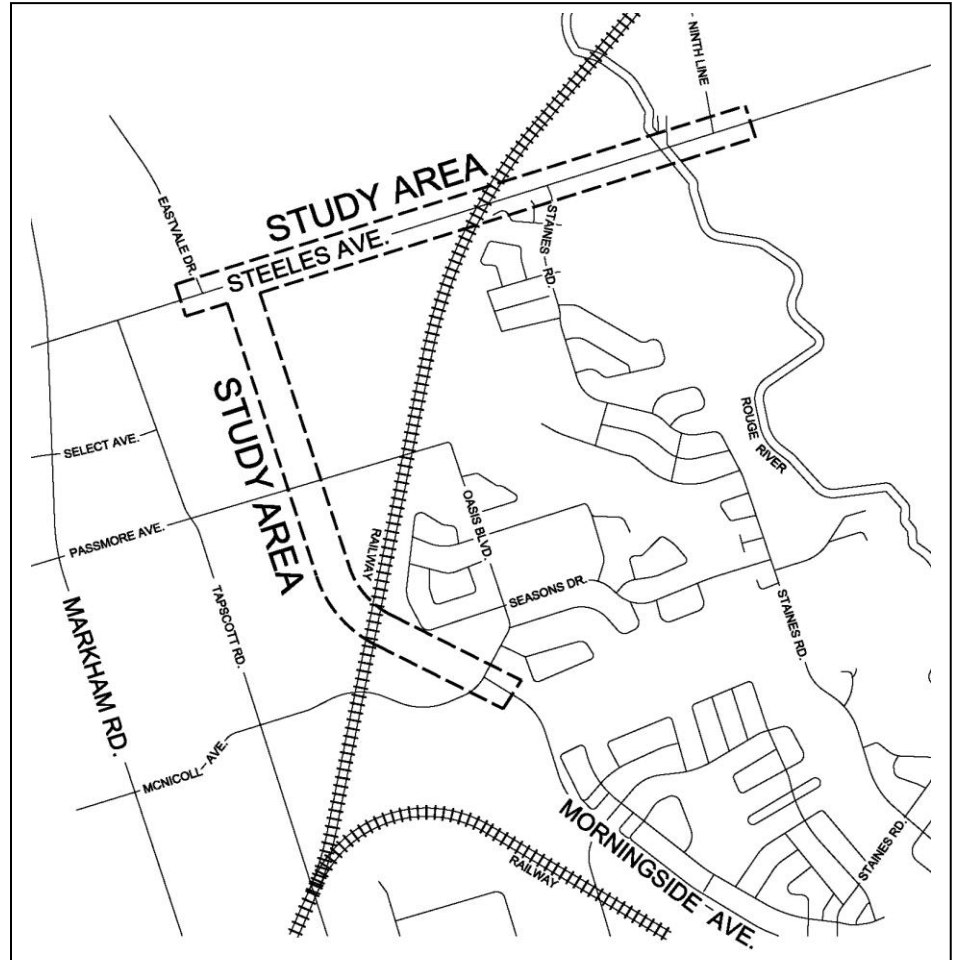 NINTH LINE
STUDY AREA
EASTVALE DR.
STEELES AVE.
STAINES RD.
STUDY AREA
SELECT AVE.
ROUGE RIVER
PASSMORE AVE.
OASIS BLVD.
RAILWAY
SEASONS DR.
MARKHAM RD.
TAPSCOTT RD.
STAINES RD.
MCNICOLL AVE.
MORNINGSIDE AVE.
STAINES RD.
RAILWAY